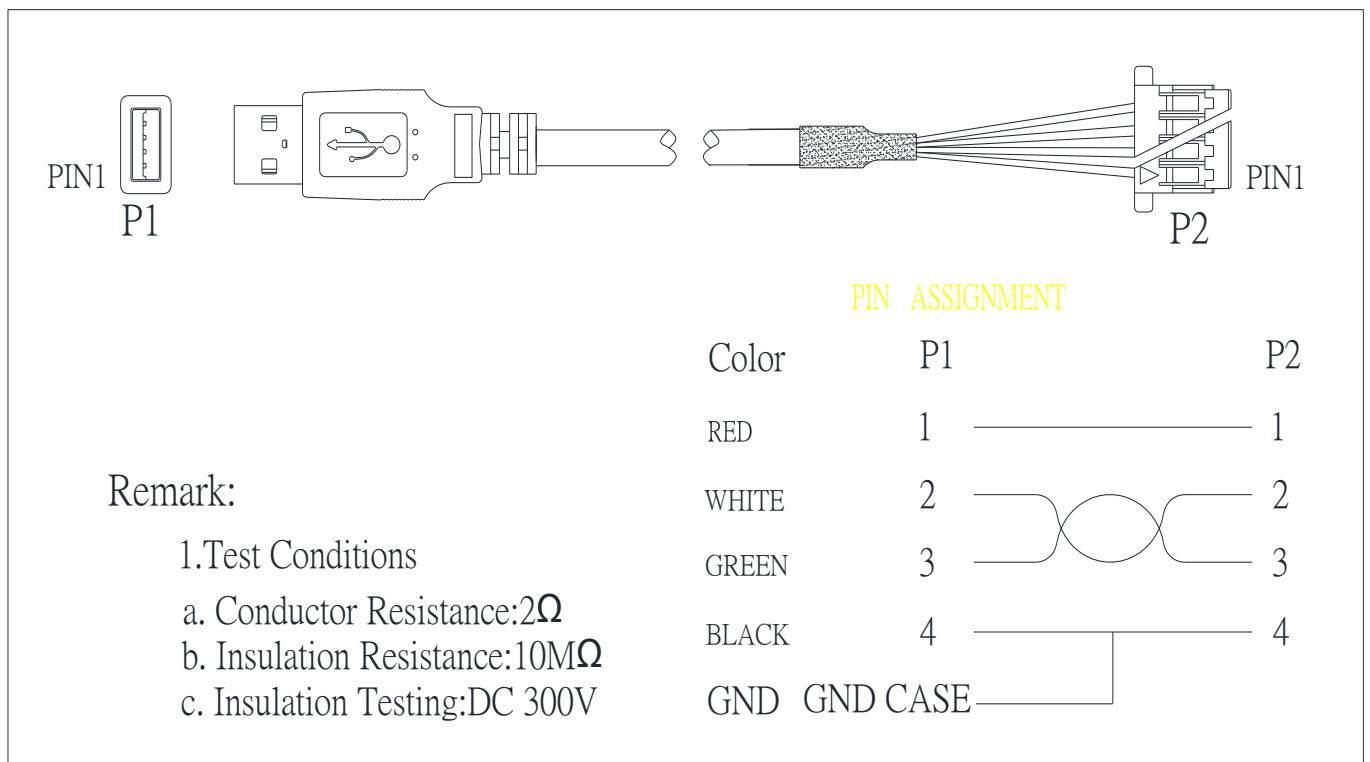 PIN1
P1
PIN1
P2
PIN ASSIGNMENT
Color P1 P2
RED 1 1
WHITE 2 2
GREEN 3 3
BLACK 4 4
GND GND CASE
Remark:
1.Test Conditions
a. Conductor Resistance:2Ω
b. Insulation Resistance:10MΩ
c. Insulation Testing:DC 300V